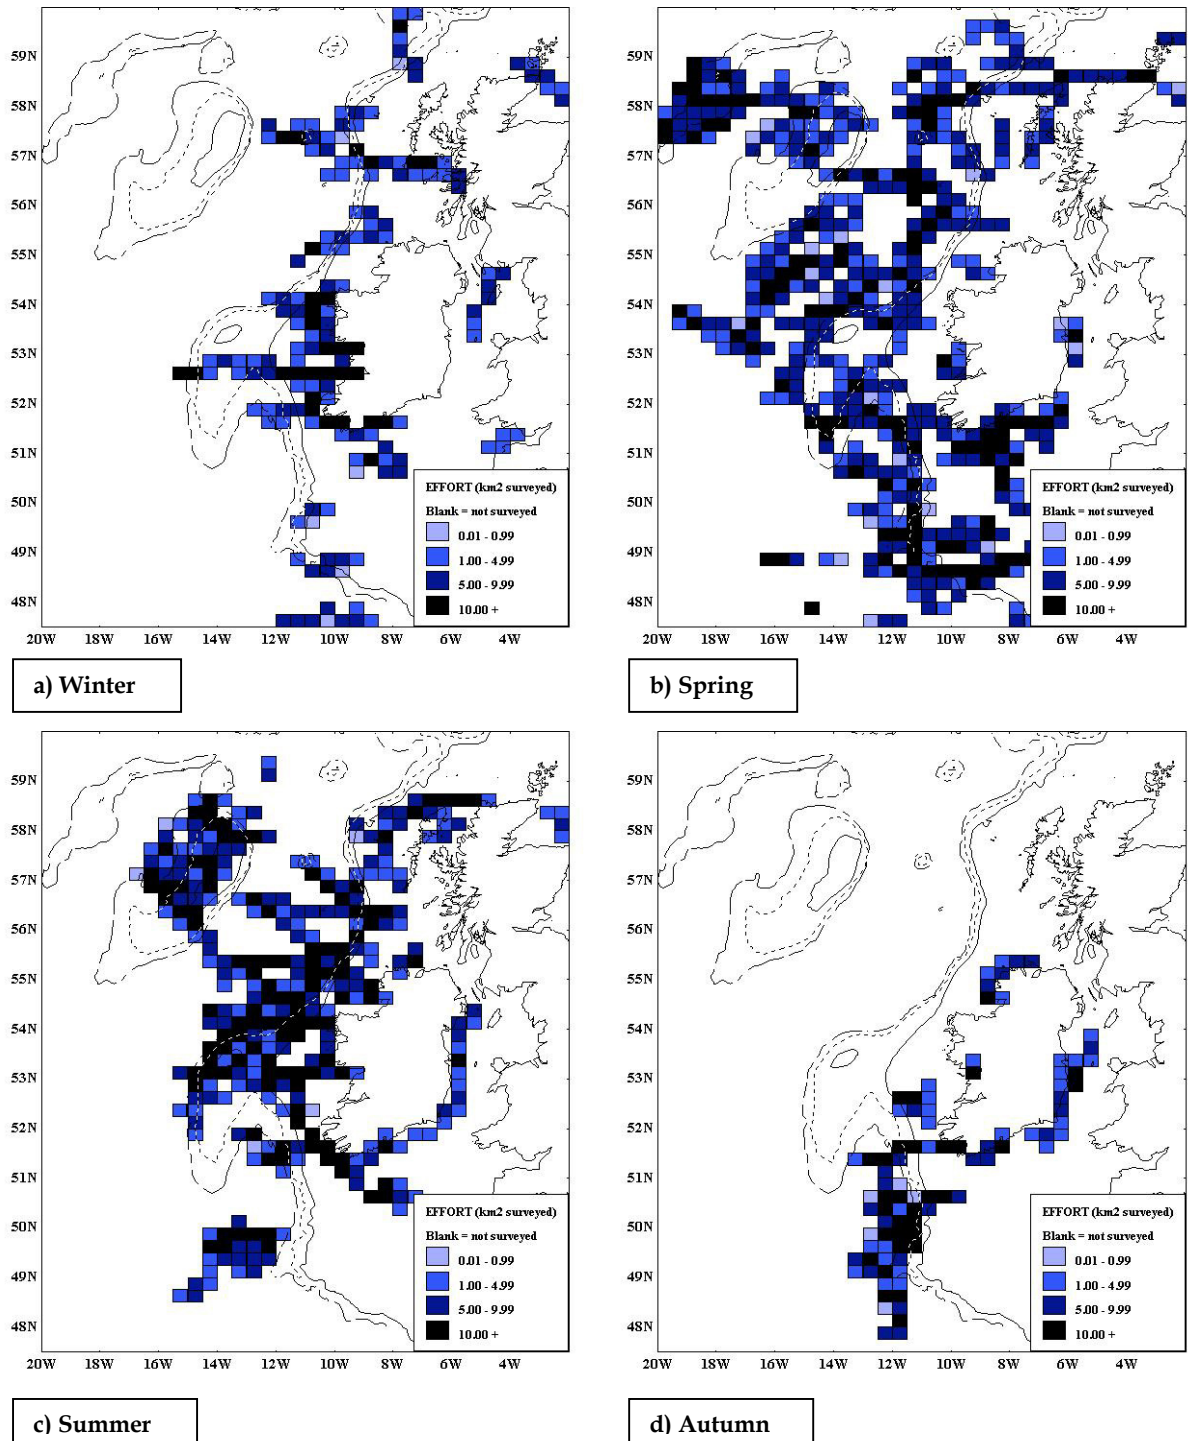 59N
58N
57N
56N
55N
54N
53N
52N
51N
50N
49N
48N
EFFORT (km2 surveyed)
Blank = not surveyed
0.01 - 0.99
1.00 - 4.99
5.00 - 9.99
10.00 +
20W 18W 16W 14W 12W 10W 8W 6W 4W
a) Winter
59N
58N
57N
56N
55N
54N
53N
52N
51N
50N
49N
48N
EFFORT (km2 surveyed)
Blank = not surveyed
0.01 - 0.99
1.00 - 4.99
5.00 - 9.99
10.00 +
20W 18W 16W 14W 12W 10W 8W 6W 4W
b) Spring
59N
58N
57N
56N
55N
54N
53N
52N
51N
50N
49N
48N
EFFORT (km2 surveyed)
Blank = not surveyed
0.01 - 0.99
1.00 - 4.99
5.00 - 9.99
10.00 +
20W 18W 16W 14W 12W 10W 8W 6W 4W
c) Summer
59N
58N
57N
56N
55N
54N
53N
52N
51N
50N
49N
48N
EFFORT (km2 surveyed)
Blank = not surveyed
0.01 - 0.99
1.00 - 4.99
5.00 - 9.99
10.00 +
20W 18W 16W 14W 12W 10W 8W 6W 4W
d) Autumn